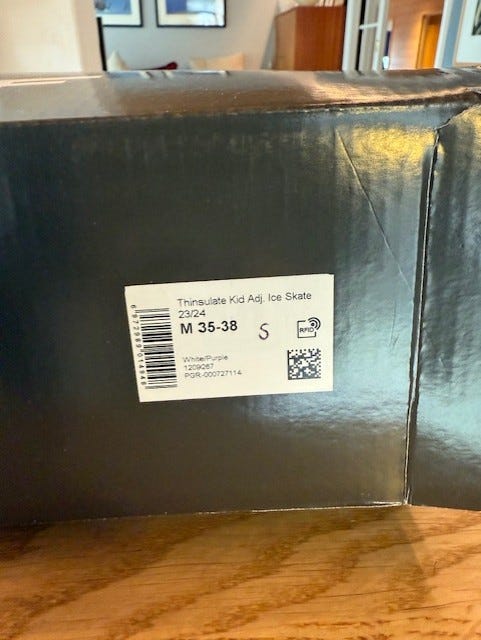 Thinsulate Kid Adj. Ice Skate
23/24
M 35-38
S
RFID
White/Purple
1209267
PGR-000727114